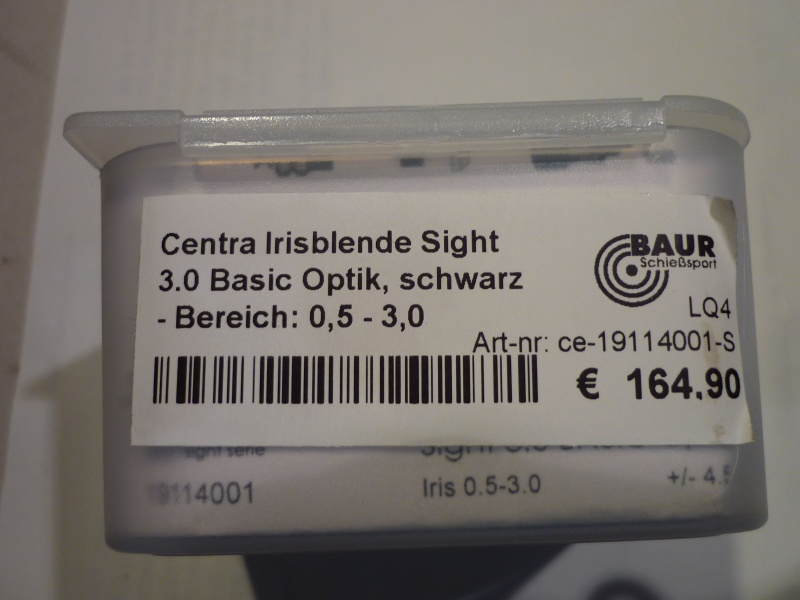 Centra Irisblende Sight
3.0 Basic Optik, schwarz
- Bereich: 0,5 - 3,0
BAUR
Schießsport
LQ4
Art-nr: ce-19114001-S
€ 164.90
sight serie
19114001
Iris 0.5-3.0
+/- 4.5